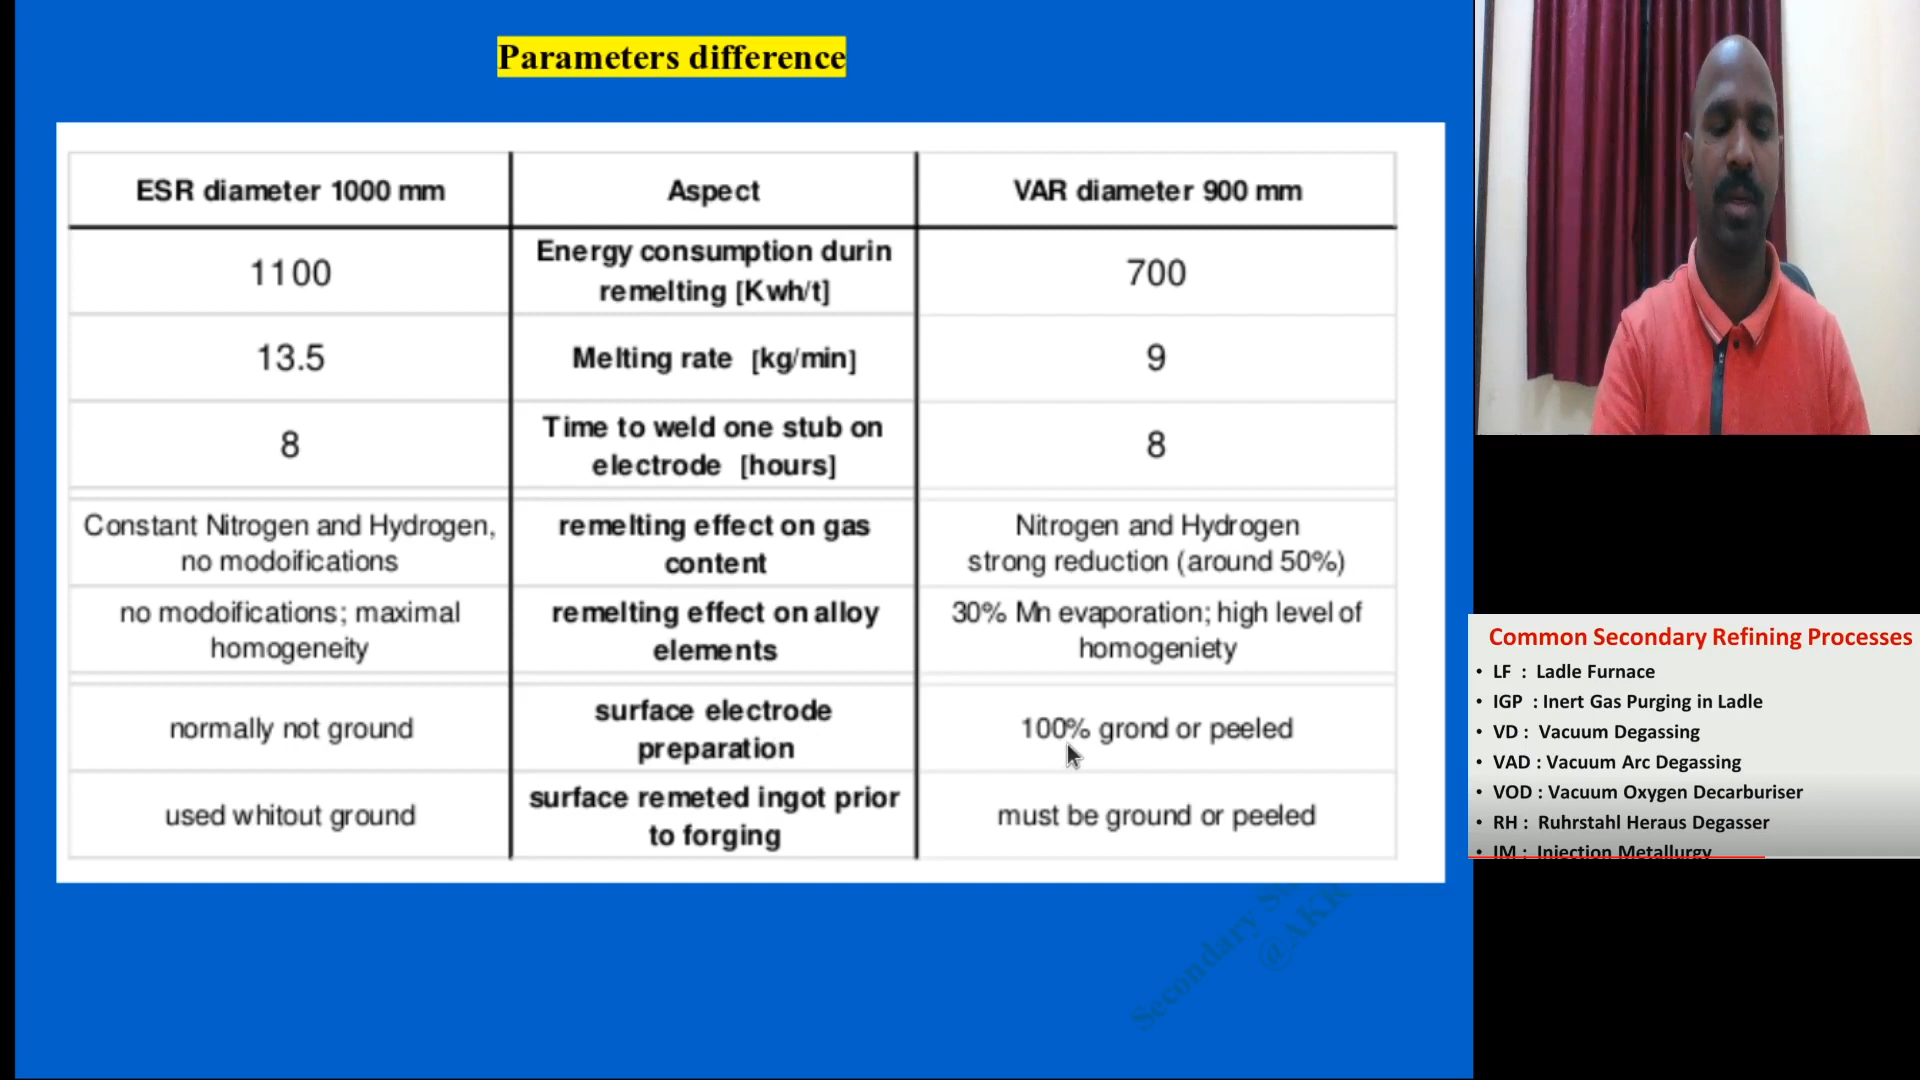 Parameters difference
ESR diameter 1000 mm
Aspect
VAR diameter 900 mm
1100
Energy consumption durin
remelting [Kwh/t]
700
13.5
Melting rate [kg/min]
9
8
Time to weld one stub on
electrode [hours]
8
Constant Nitrogen and Hydrogen,
no modoifications
remelting effect on gas
content
Nitrogen and Hydrogen
strong reduction (around 50%)
no modoifications; maximal
homogeneity
remelting effect on alloy
elements
30% Mn evaporation; high level of
homogeniety
normally not ground
surface electrode
preparation
100% grond or peeled
used whitout ground
surface remeted ingot prior
to forging
must be ground or peeled
Secondary
@AKR
Common Secondary Refining Processes
• LF : Ladle Furnace
• IGP : Inert Gas Purging in Ladle
• VD : Vacuum Degassing
• VAD : Vacuum Arc Degassing
• VOD : Vacuum Oxygen Decarburiser
• RH : Ruhrstahl Heraus Degasser
• IM : Injection Metallurgy